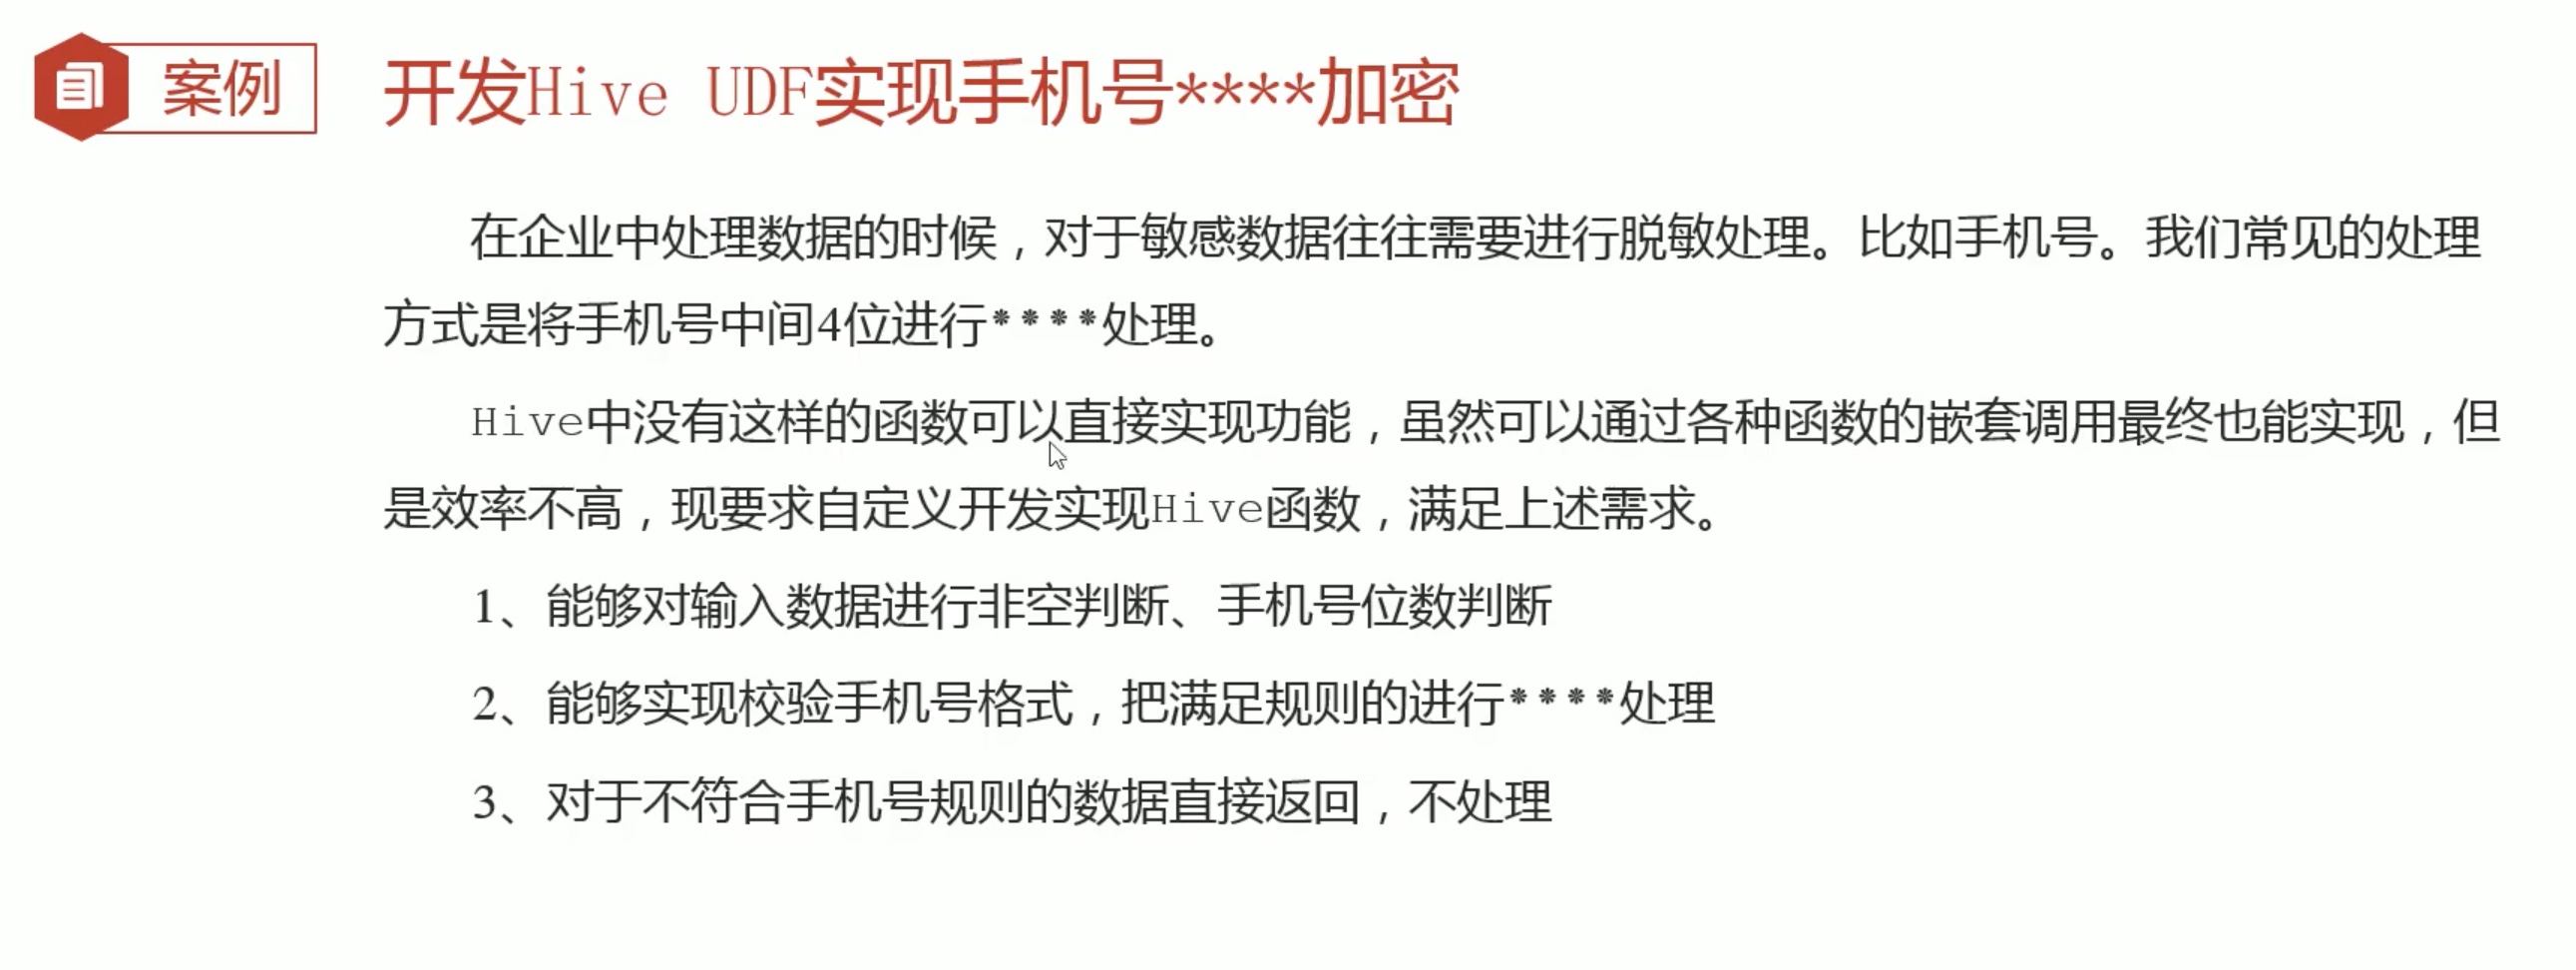 案例
开发Hive UDF实现手机号****加密
在企业中处理数据的时候，对于敏感数据往往需要进行脱敏处理。比如手机号。我们常见的处理
方式是将手机号中间4位进行****处理。
Hive中没有这样的函数可以直接实现功能，虽然可以通过各种函数的嵌套调用最终也能实现，但
是效率不高，现要求自定义开发实现Hive函数，满足上述需求。
1、能够对输入数据进行非空判断、手机号位数判断
2、能够实现校验手机号格式，把满足规则的进行****处理
3、对于不符合手机号规则的数据直接返回，不处理